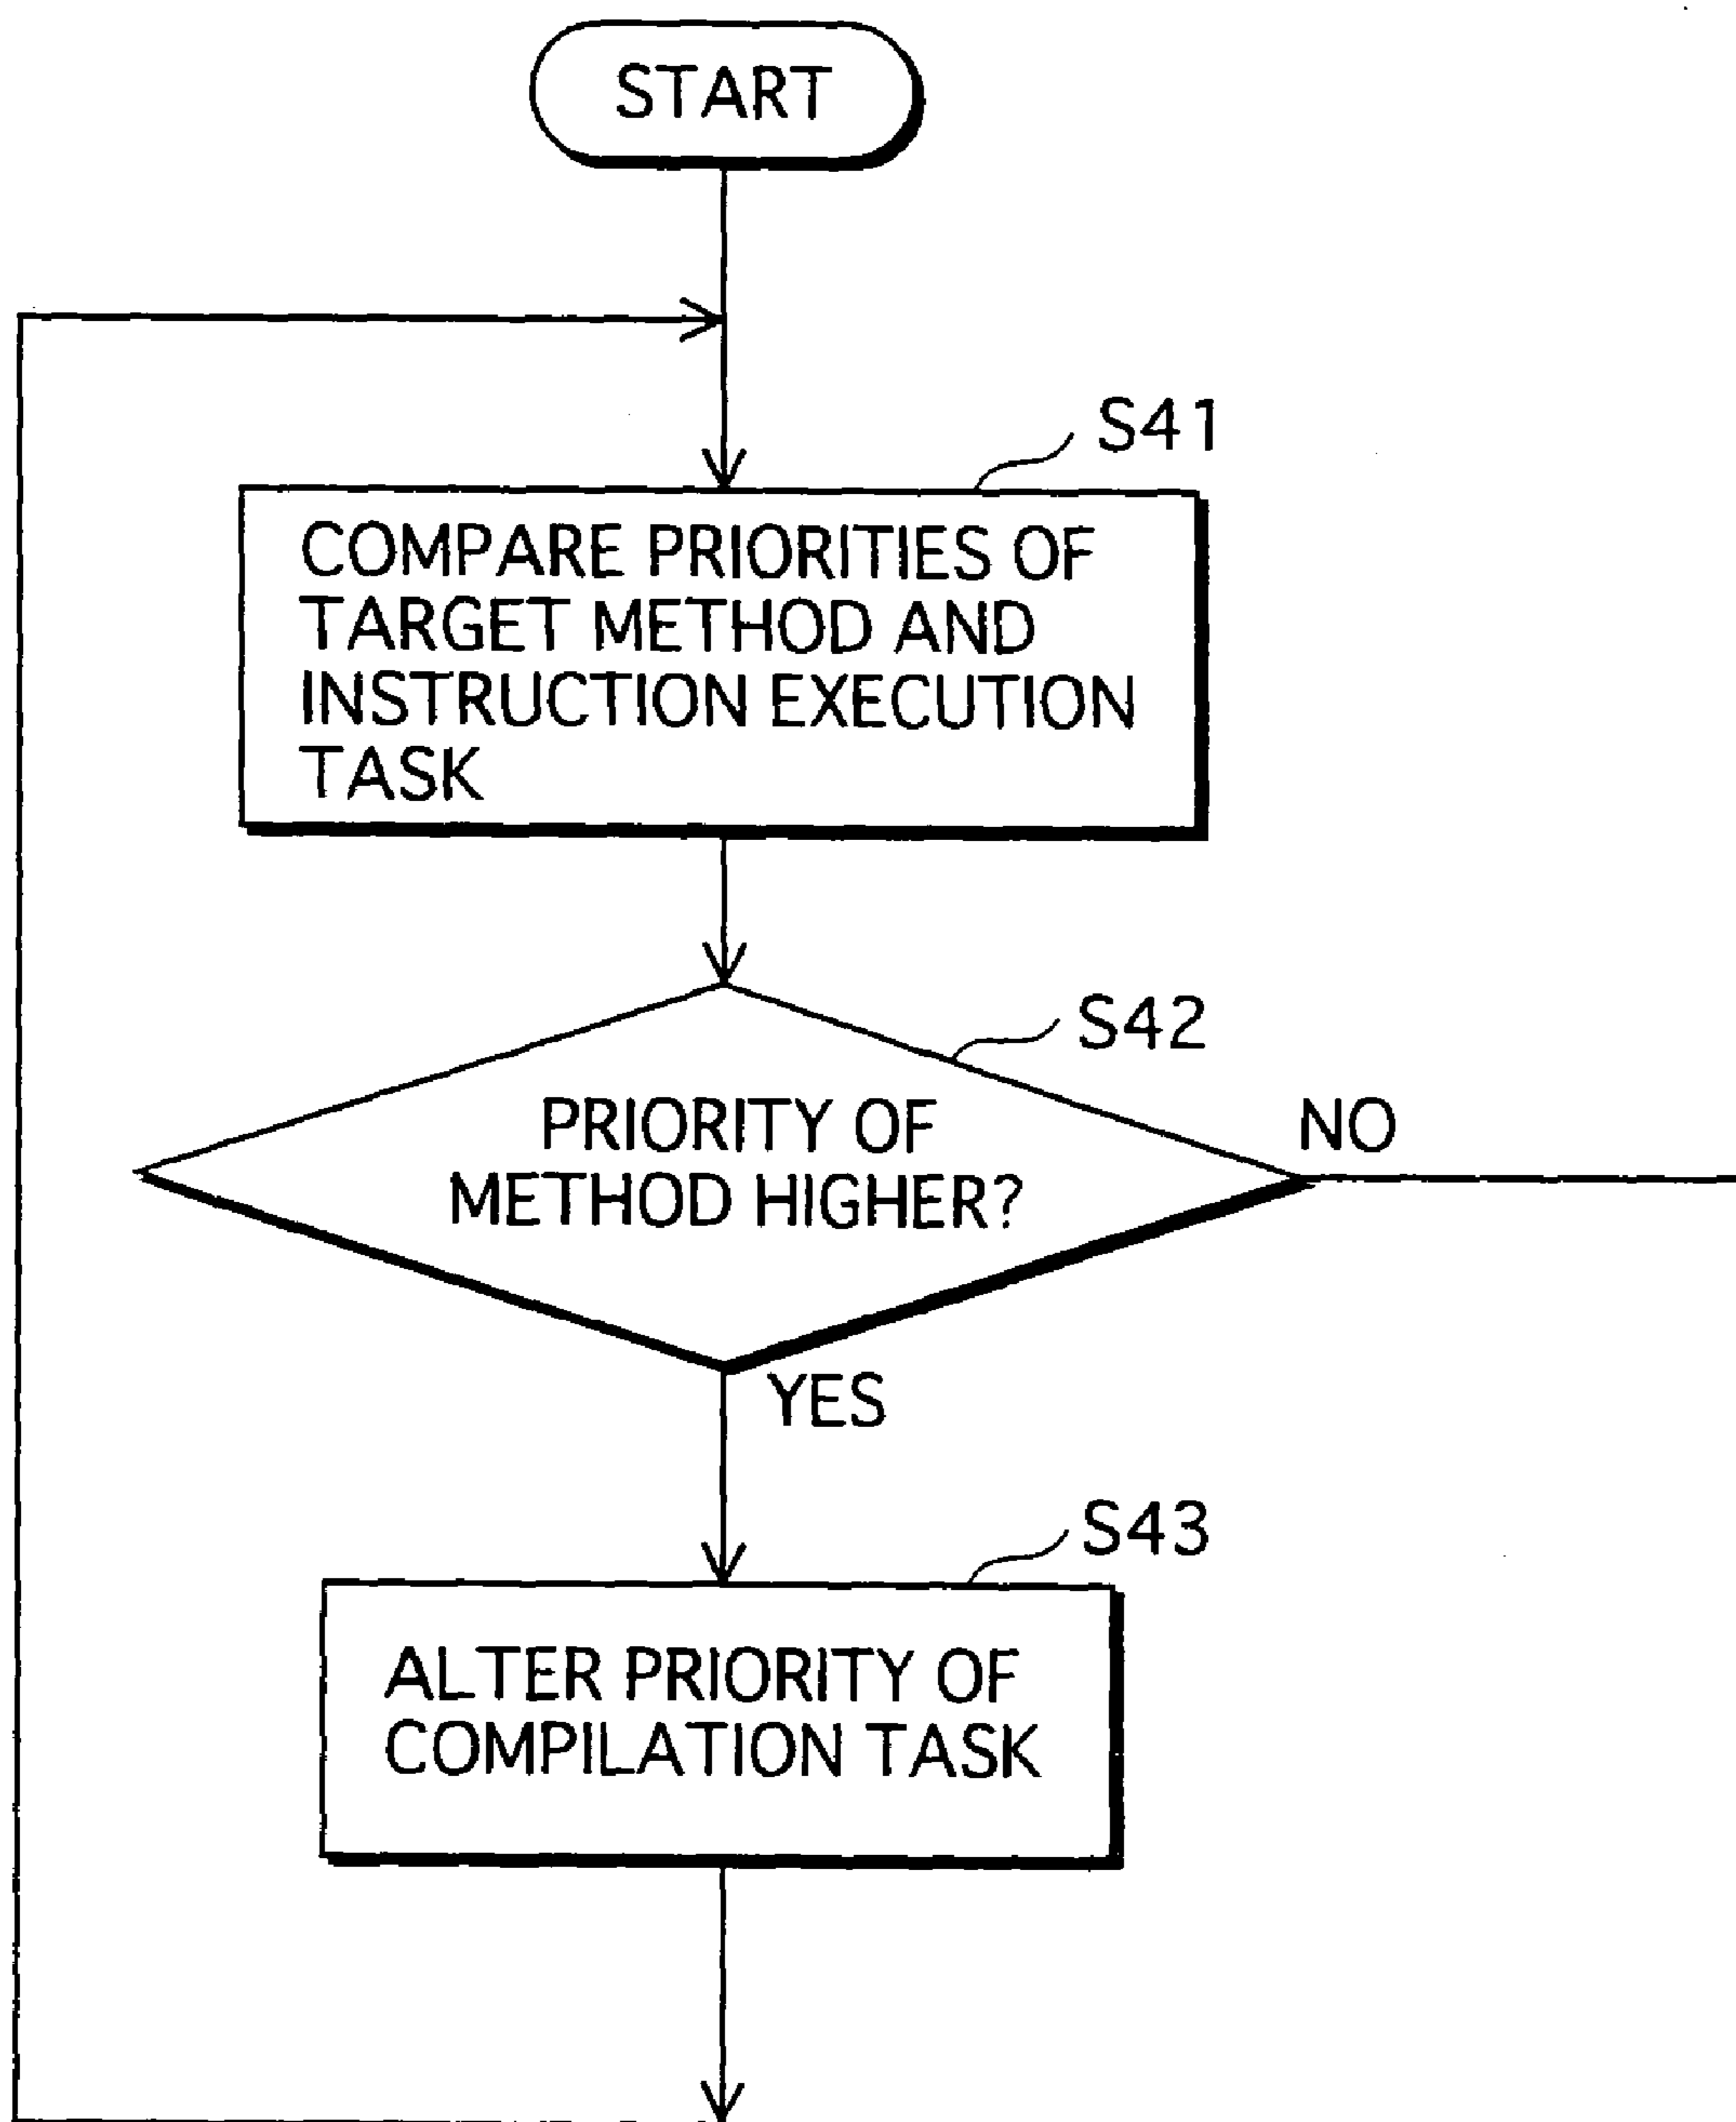 START
S41
COMPARE PRIORITIES OF
TARGET METHOD AND
INSTRUCTION EXECUTION
TASK
S42
PRIORITY OF
METHOD HIGHER?
NO
YES
S43
ALTER PRIORITY OF
COMPILATION TASK